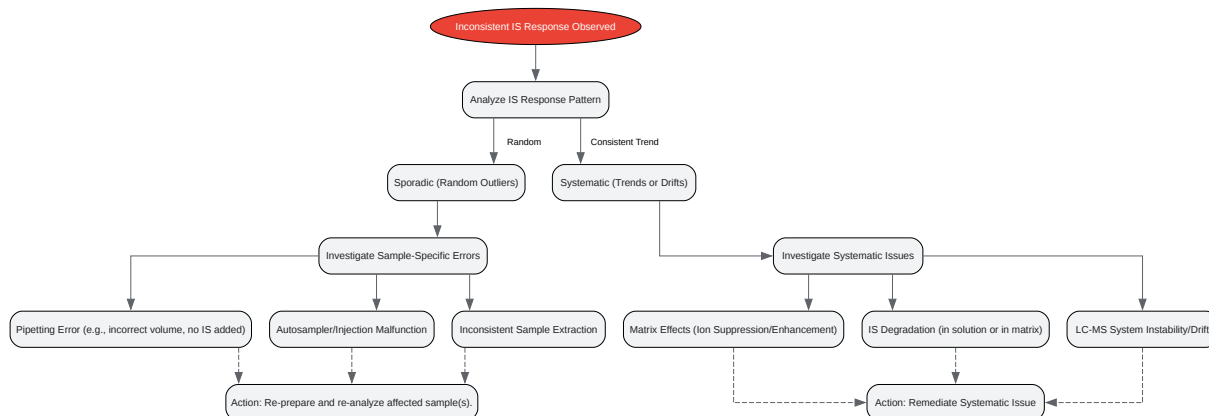 Inconsistent IS Response Observed
Analyze IS Response Pattern
Random
Consistent Trend
Sporadic (Random Outliers)
Systematic (Trends or Drifts)
Investigate Sample-Specific Errors
Investigate Systematic Issues
Pipetting Error (e.g., incorrect volume, no IS added)
Autosampler/Injection Malfunction
Inconsistent Sample Extraction
Matrix Effects (Ion Suppression/Enhancement)
IS Degradation (in solution or in matrix)
LC-MS System Instability/Drift
Action: Re-prepare and re-analyze affected sample(s).
Action: Remediate Systematic Issue